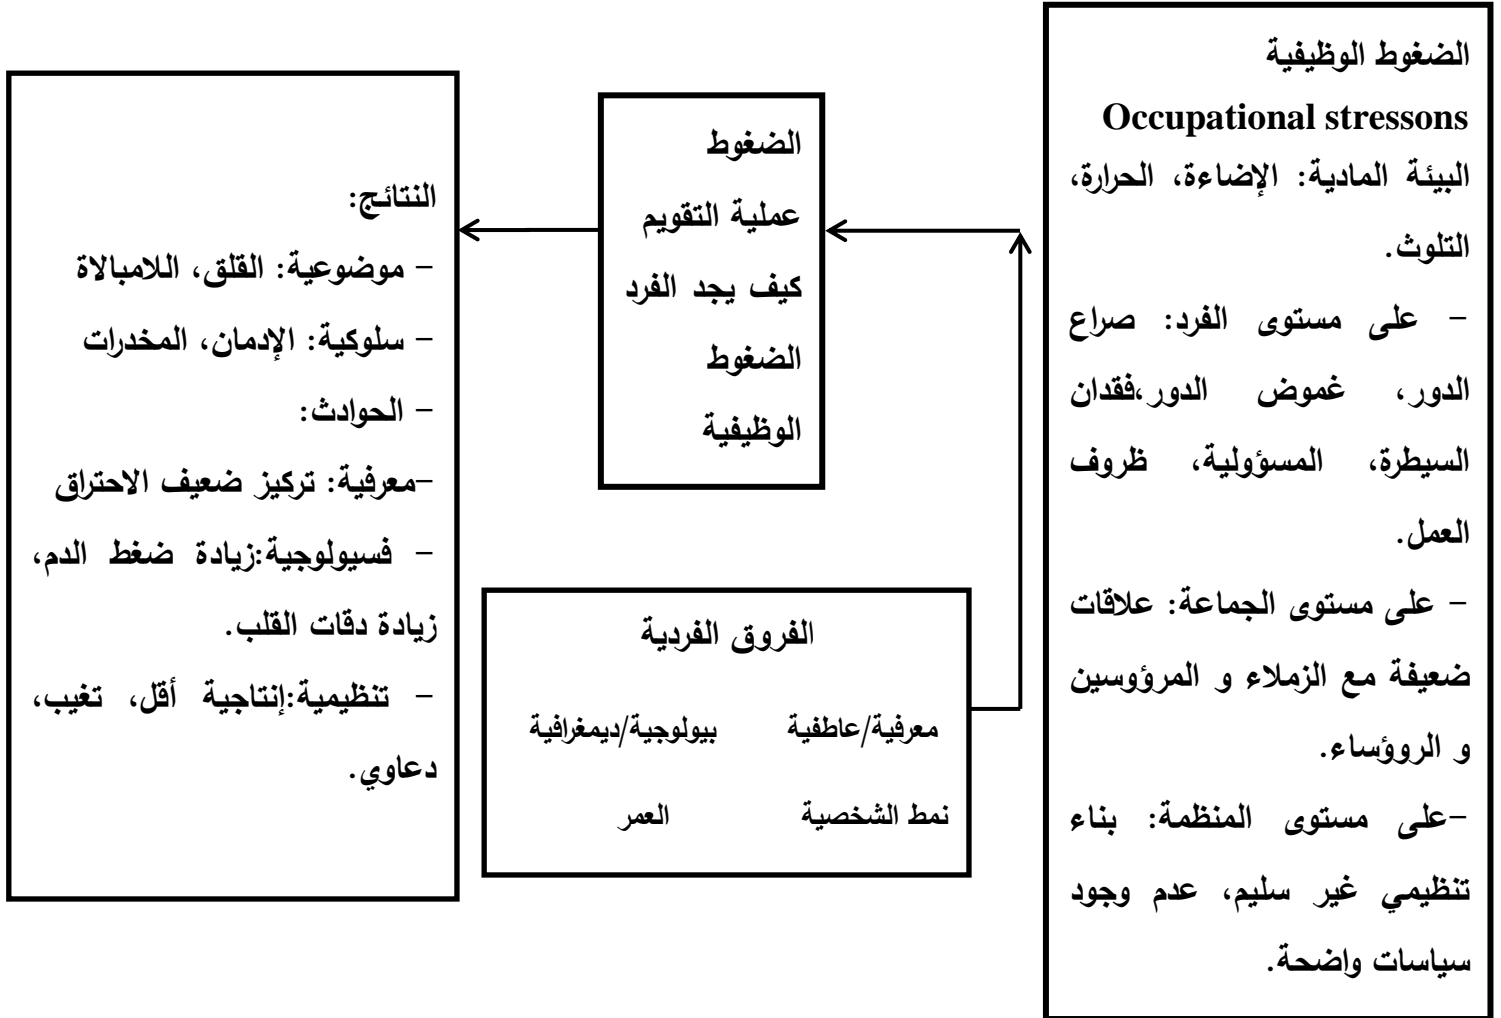 الضغوط الوظيفية
Occupational stressons
البيئة المادية: الإضاءة، الحرارة،
التلوث.
– على مستوى الفرد: صراع
الدور، غموض الدور،فقدان
السيطرة، المسؤولية، ظروف
العمل.
– على مستوى الجماعة: علاقات
ضعيفة مع الزملاء و المرؤوسين
و الروؤساء.
–على مستوى المنظمة: بناء
تنظيمي غير سليم، عدم وجود
سياسات واضحة.
الضغوط
عملية التقويم
كيف يجد الفرد
الضغوط
الوظيفية
الفروق الفردية
معرفية/عاطفية بيولوجية/ديمغرافية
نمط الشخصية العمر
النتائج:
– موضوعية: القلق، اللامبالاة
– سلوكية: الإدمان، المخدرات
– الحوادث:
–معرفية: تركيز ضعيف الاحتراق
– فسيولوجية:زيادة ضغط الدم،
زيادة دقات القلب.
– تنظيمية:إنتاجية أقل، تغيب،
دعاوي.